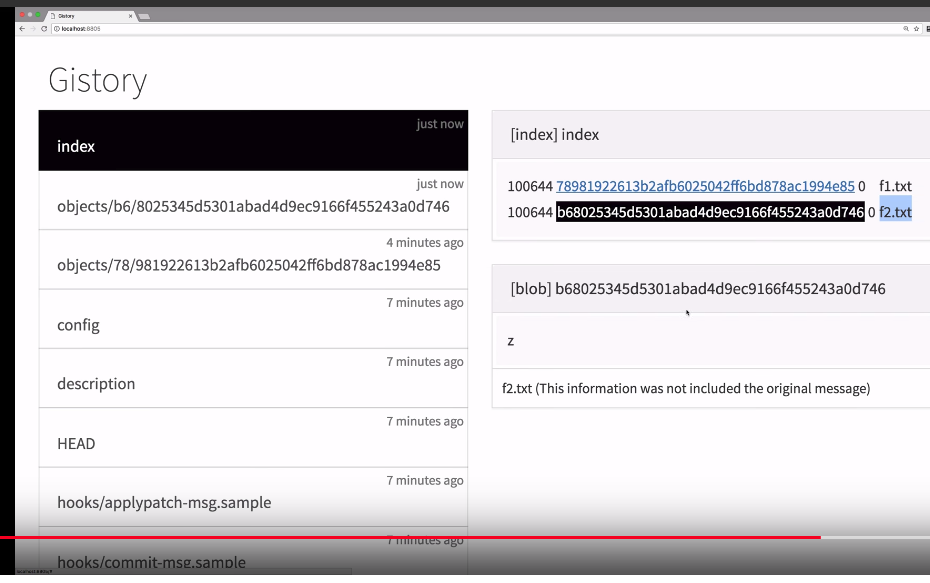 Gistory
localhost:8805
Gistory
just now
index
just now
objects/b6/8025345d5301abad4d9ec9166f455243a0d746
4 minutes ago
objects/78/981922613b2afb6025042ff6bd878ac1994e85
7 minutes ago
config
7 minutes ago
description
7 minutes ago
HEAD
7 minutes ago
hooks/applypatch-msg.sample
7 minutes ago
hooks/commit-msg.sample
[index] index
100644 78981922613b2afb6025042ff6bd878ac1994e85 0 f1.txt
100644 b68025345d5301abad4d9ec9166f455243a0d746 0 f2.txt
[blob] b68025345d5301abad4d9ec9166f455243a0d746
z
f2.txt (This information was not included the original message)